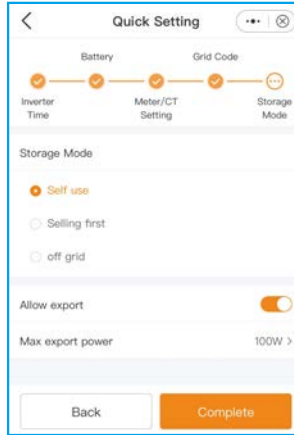 Quick Setting
Battery
Grid Code
Inverter
Time
Meter/CT
Setting
Storage
Mode
Storage Mode
Self use
Selling first
off grid
Allow export
Max export power
100W >
Back
Complete